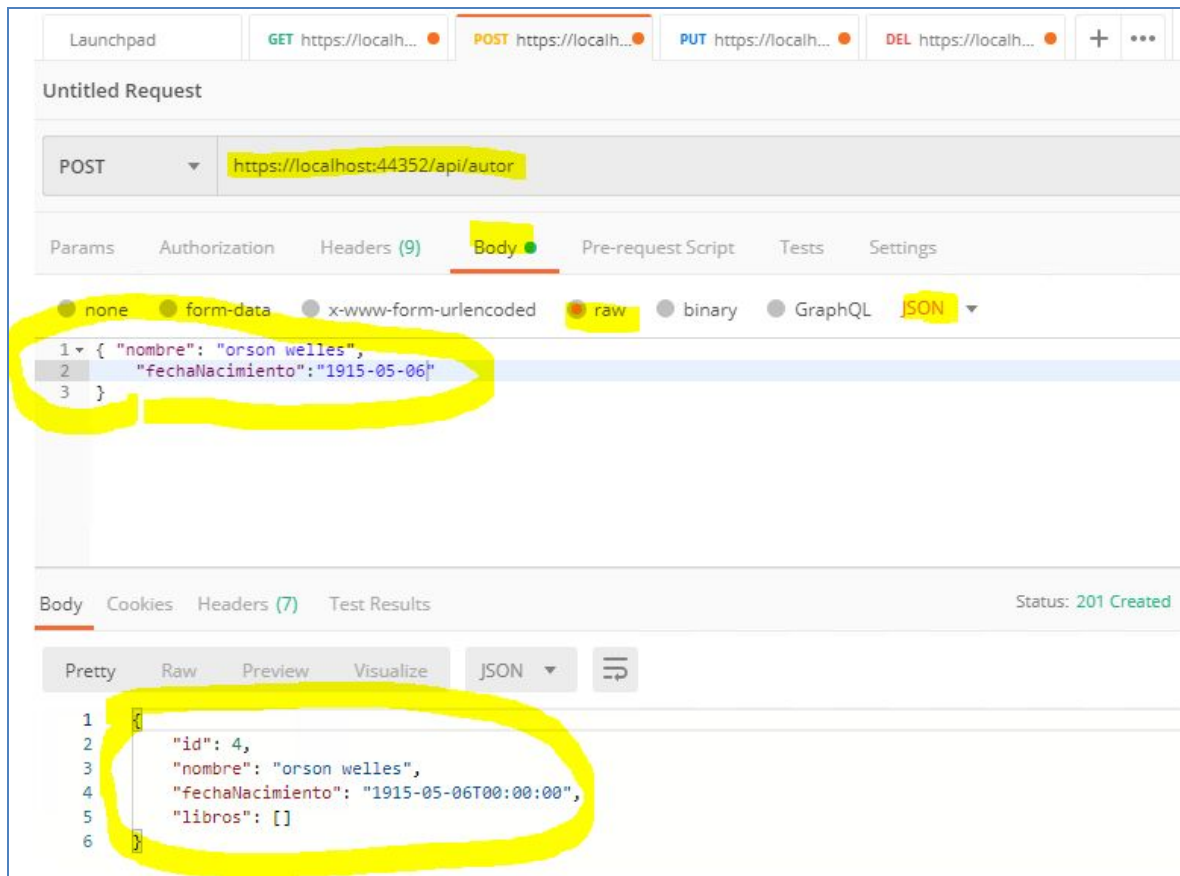 Launchpad GET https://localh... POST https://localh... PUT https://localh... DEL https://localh... + •••
Untitled Request
POST https://localhost:44352/api/autor
Params Authorization Headers (9) Body Pre-request Script Tests Settings
none form-data x-www-form-urlencoded raw binary GraphQL JSON
1 { "nombre": "orson welles",
2 "fechaNacimiento":"1915-05-06"
3 }
Body Cookies Headers (7) Test Results Status: 201 Created
Pretty Raw Preview Visualize JSON
1 {
2 "id": 4,
3 "nombre": "orson welles",
4 "fechaNacimiento": "1915-05-06T00:00:00",
5 "libros": []
6 }